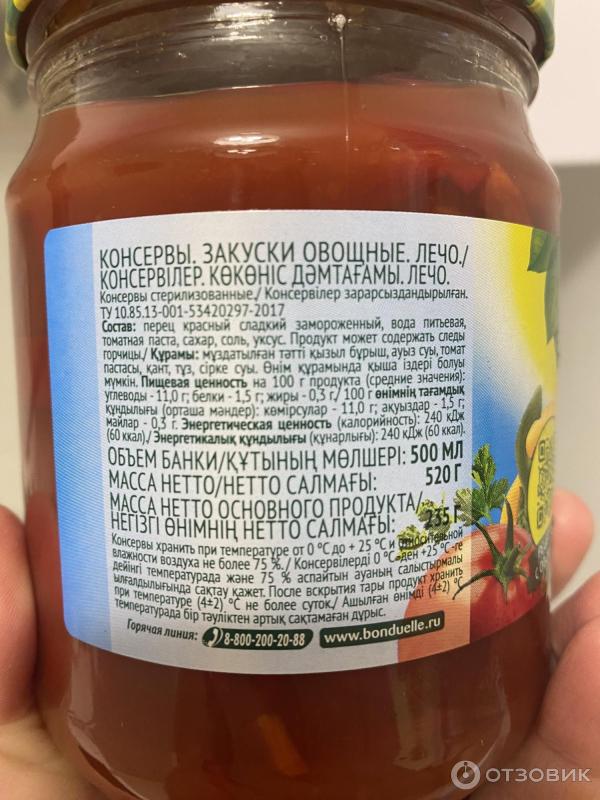 КОНСЕРВЫ. ЗАКУСКИ ОВОЩНЫЕ. ЛЕЧО./
КОНСЕРВІЛЕР. КӨКӨНІС ДӘМТАҒАМЫ. ЛЕЧО.
Консервы стерилизованные./ Консервілер зарарсыздандырылған.
ТУ 10.85.13-001-53420297-2017
Состав: перец красный сладкий замороженный, вода питьевая,
томатная паста, сахар, соль, уксус. Продукт может содержать следы
горчицы./ Құрамы: мұздатылған тәтті қызыл бұрыш, ауыз суы, томат
пастасы, қант, тұз, сірке суы. Өнім құрамында қыша іздері болуы
мүмкін. Пищевая ценность на 100 г продукта (средние значения):
углеводы - 11,0 г; белки - 1,5 г; жиры - 0,3 г./ 100 г өнімнің тағамдық
құндылығы (орташа мәндер): көмірсулар - 11,0 г; ақуыздар - 1,5 г;
майлар - 0,3 г. Энергетическая ценность (калорийность): 240 кДж
(60 ккал)./ Энергетикалық құндылығы (құнарлығы): 240 кДж (60 ккал).
ОБЪЕМ БАНКИ/ҚҰТЫНЫҢ МӨЛШЕРІ: 500 МЛ
МАССА НЕТТО/НЕТТО САЛМАҒЫ: 520 Г
МАССА НЕТТО ОСНОВНОГО ПРОДУКТА/
НЕГІЗГІ ӨНІМНІҢ НЕТТО САЛМАҒЫ: 235 Г
Консервы хранить при температуре от 0 °С до + 25 °С и относительной
влажности воздуха не более 75 %./ Консервілерді 0 °С-ден +25 °С -ге
дейінгі температурада және 75 % аспайтын ауаның салыстырмалы
ылғалдылығында сақтау қажет. После вскрытия тары продукт хранить
при температуре (4±2) °С не более суток./ Ашылған өнімді (4±2) °С
температурада бір тәуліктен артық сақтамаған дұрыс.
Горячая линия: 8-800-200-20-88 www.bonduelle.ru
ОТЗОВИК